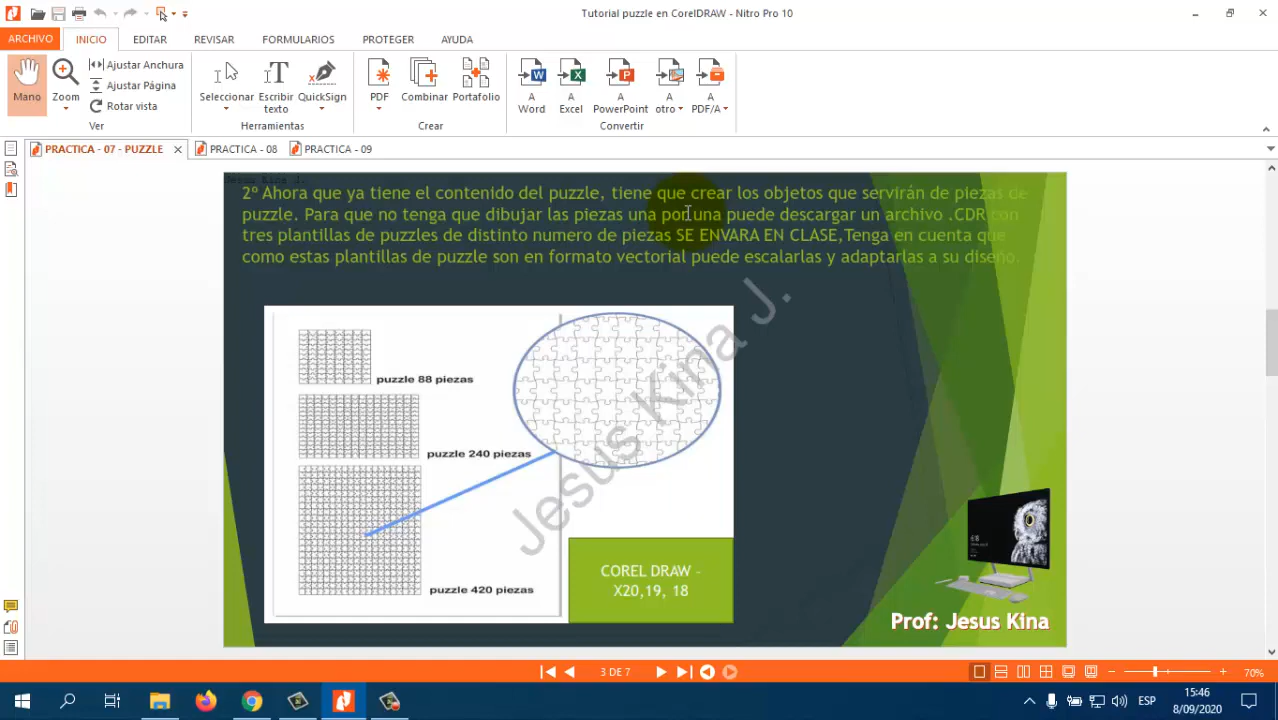 Tutorial puzzle en CorelDRAW - Nitro Pro 10
ARCHIVO INICIO EDITAR REVISAR FORMULARIOS PROTEGER AYUDA
Mano
Zoom
Ajustar Anchura
Ajustar Página
Rotar vista
Ver
Seleccionar
Escribir texto
QuickSign
Herramientas
PDF
Combinar
Portafolio
Crear
A Word
A Excel
A PowerPoint
A otro
A PDF/A
Convertir
PRACTICA - 07 - PUZZLE
PRACTICA - 08
PRACTICA - 09
Jesus Kina J.
2º Ahora que ya tiene el contenido del puzzle, tiene que crear los objetos que servirán de piezas de
puzzle. Para que no tenga que dibujar las piezas una por una puede descargar un archivo .CDR con
tres plantillas de puzzles de distinto numero de piezas SE ENVARA EN CLASE,Tenga en cuenta que
como estas plantillas de puzzle son en formato vectorial puede escalarlas y adaptarlas a su diseño.
puzzle 88 piezas
puzzle 240 piezas
puzzle 420 piezas
Jesus Kina J.
COREL DRAW -
X20,19, 18
Prof: Jesus Kina
3 DE 7
70%
ESP
15:46
8/09/2020